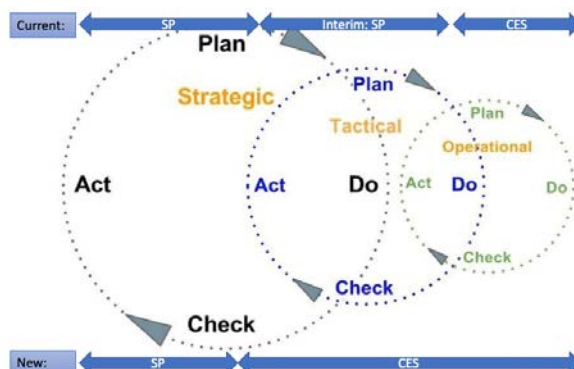 Current: SP Interim: SP CES
Plan
Plan
Strategic
Plan
Tactical
Operational
Act Act Do Act Do Do
Check
Check
Check
New: SP CES